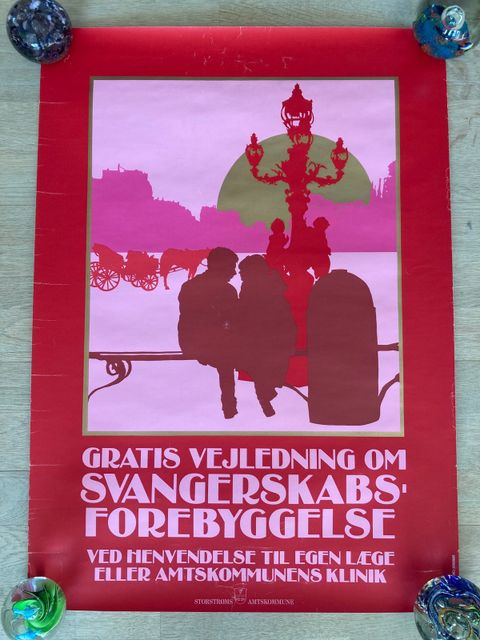 GRATIS VEJLEDNING OM
SVANGERSKABS-
FOREBYGGELSE
VED HENVENDELSE TIL EGEN LÆGE
ELLER AMTSKOMMUNENS KLINIK
STORSTRØMS AMTSKOMMUNE